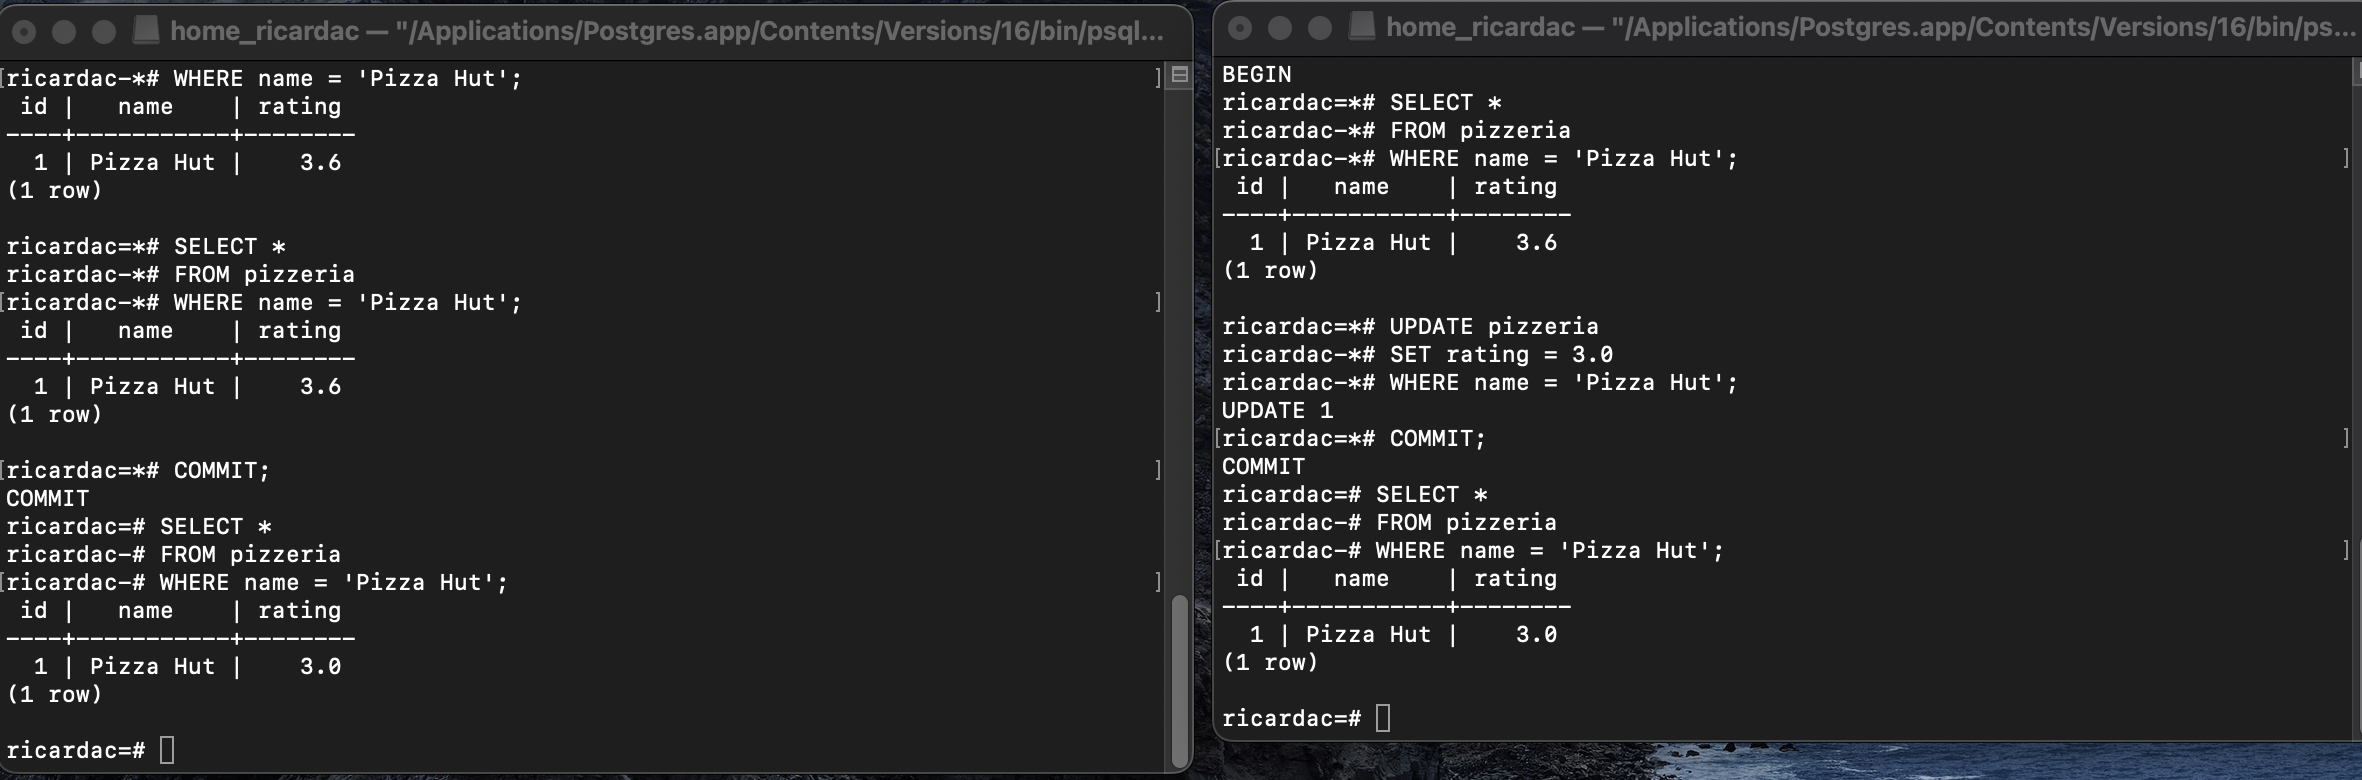 home_ricardac — "/Applications/Postgres.app/Contents/Versions/16/bin/psql...
[ricardac-*# WHERE name = 'Pizza Hut'; ]
 id |   name    | rating
----+-----------+--------
  1 | Pizza Hut |    3.6
(1 row)
ricardac=*# SELECT *
ricardac-*# FROM pizzeria
[ricardac-*# WHERE name = 'Pizza Hut'; ]
 id |   name    | rating
----+-----------+--------
  1 | Pizza Hut |    3.6
(1 row)
[ricardac=*# COMMIT; ]
COMMIT
ricardac=# SELECT *
ricardac-# FROM pizzeria
[ricardac-# WHERE name = 'Pizza Hut'; ]
 id |   name    | rating
----+-----------+--------
  1 | Pizza Hut |    3.0
(1 row)
ricardac=#
home_ricardac — "/Applications/Postgres.app/Contents/Versions/16/bin/ps...
BEGIN
ricardac=*# SELECT *
ricardac-*# FROM pizzeria
[ricardac-*# WHERE name = 'Pizza Hut'; ]
 id |   name    | rating
----+-----------+--------
  1 | Pizza Hut |    3.6
(1 row)
ricardac=*# UPDATE pizzeria
ricardac-*# SET rating = 3.0
ricardac-*# WHERE name = 'Pizza Hut';
UPDATE 1
[ricardac=*# COMMIT; ]
COMMIT
ricardac=# SELECT *
ricardac-# FROM pizzeria
[ricardac-# WHERE name = 'Pizza Hut'; ]
 id |   name    | rating
----+-----------+--------
  1 | Pizza Hut |    3.0
(1 row)
ricardac=#